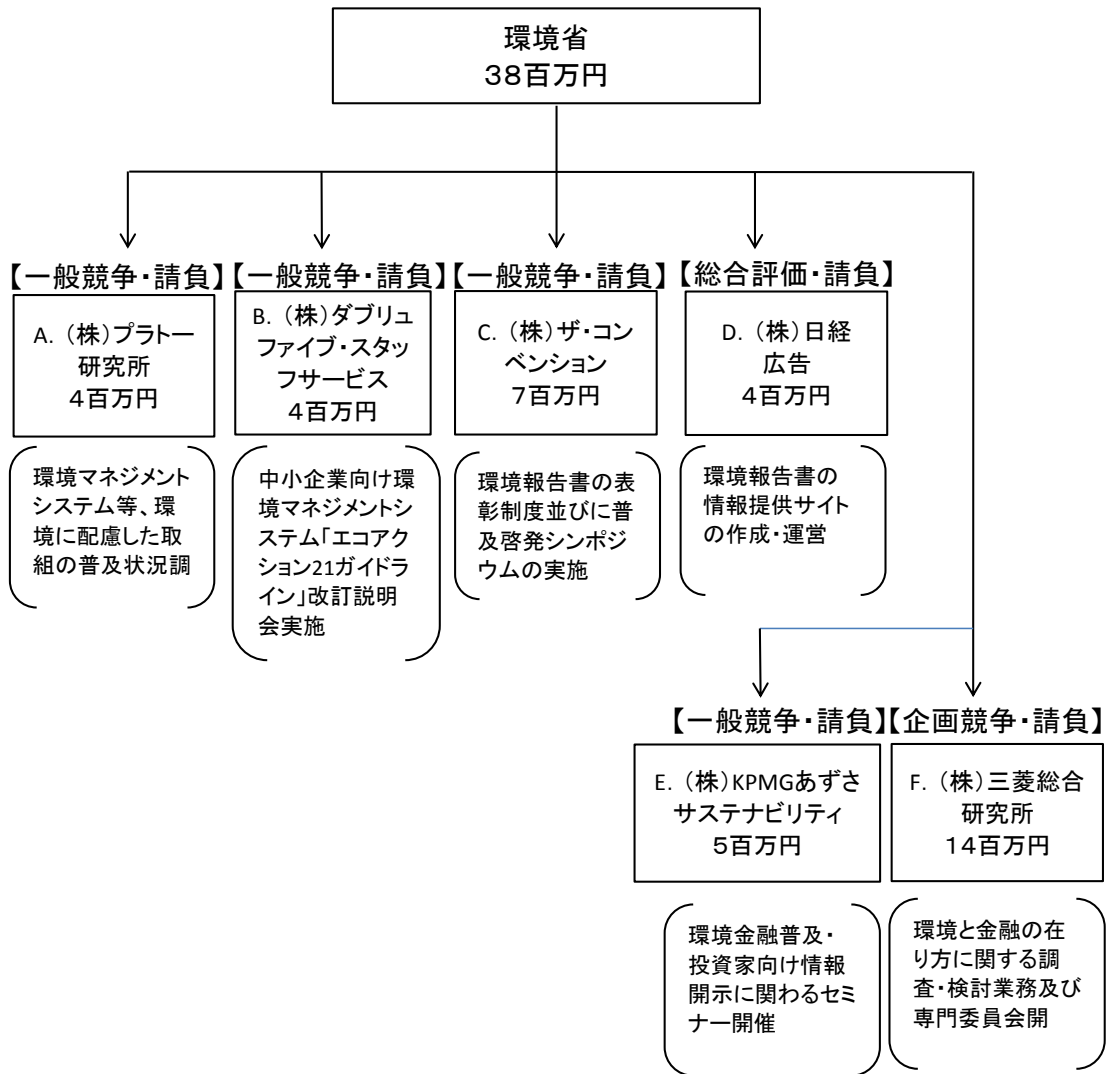 環境省
38百万円
【一般競争・請負】
A. （株）プラトー
研究所
4百万円
環境マネジメント
システム等、環
境に配慮した取
組の普及状況調
【一般競争・請負】
B. （株）ダブリュ
ファイブ・スタッ
フサービス
4百万円
中小企業向け環
境マネジメントシ
ステム「エコアク
ション21ガイドラ
イン」改訂説明
会実施
【一般競争・請負】
C. （株）ザ・コン
ベンション
7百万円
環境報告書の表
彰制度並びに普
及啓発シンポジ
ウムの実施
【総合評価・請負】
D. （株）日経
広告
4百万円
環境報告書の
情報提供サイト
の作成・運営
【一般競争・請負】
E. （株）KPMGあずさ
サステナビリティ
5百万円
環境金融普及・
投資家向け情報
開示に関わるセミ
ナー開催
【企画競争・請負】
F. （株）三菱総合
研究所
14百万円
環境と金融の在
り方に関する調
査・検討業務及び
専門委員会開